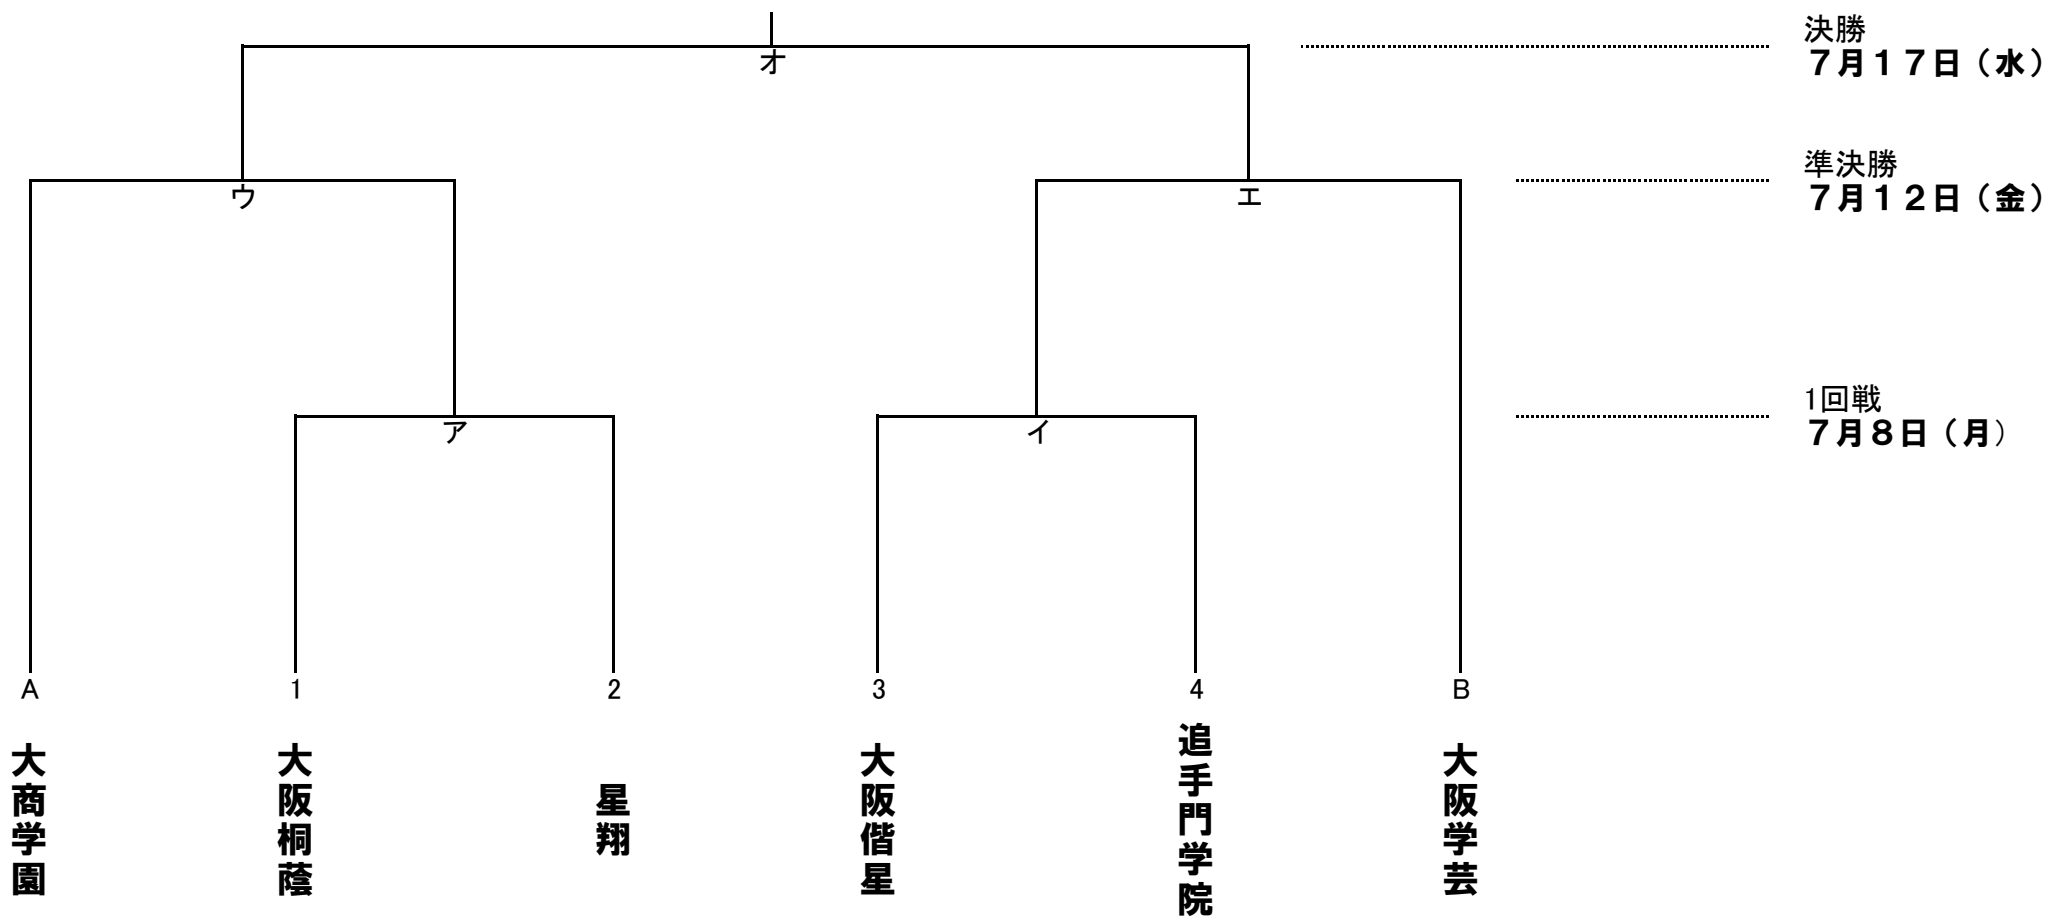 決勝
７月１７日（水）
オ
準決勝
７月１２日（金）
ウ
エ
1回戦
７月８日（月）
ア
イ
A
1
2
3
4
B
大商学園
大阪桐蔭
星翔
大阪偕星
追手門学院
大阪学芸